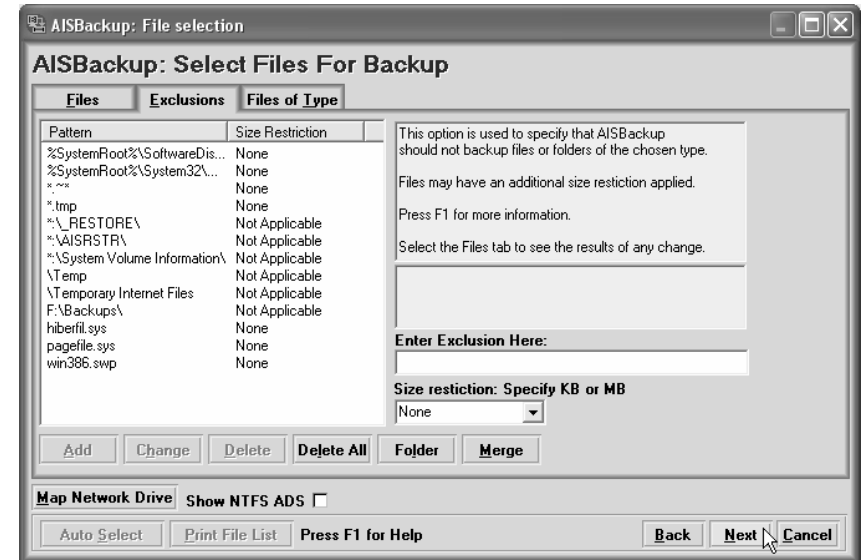 AISBackup: File selection
AISBackup: Select Files For Backup
Files Exclusions Files of Type
Pattern Size Restriction
%SystemRoot%\SoftwareDis... None
%SystemRoot%\System32\... None
*.~* None
*.tmp None
*:\_RESTORE\ Not Applicable
*:\AISRSTR\ Not Applicable
*:\System Volume Information\ Not Applicable
\Temp Not Applicable
\Temporary Internet Files Not Applicable
F:\Backups\ Not Applicable
hiberfil.sys None
pagefile.sys None
win386.swp None
This option is used to specify that AISBackup
should not backup files or folders of the chosen type.
Files may have an additional size restiction applied.
Press F1 for more information.
Select the Files tab to see the results of any change.
Enter Exclusion Here:
Size restiction: Specify KB or MB
None
Add Change Delete Delete All Folder Merge
Map Network Drive Show NTFS ADS
Auto Select Print File List Press F1 for Help Back Next Cancel